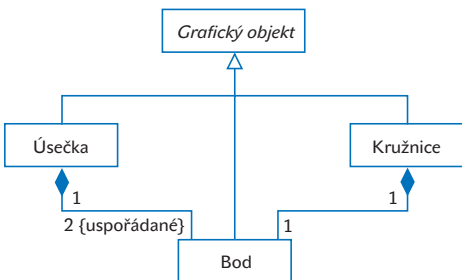 Grafický objekt
Úsečka
Kružnice
1
1
2 {uspořádané}
1
Bod